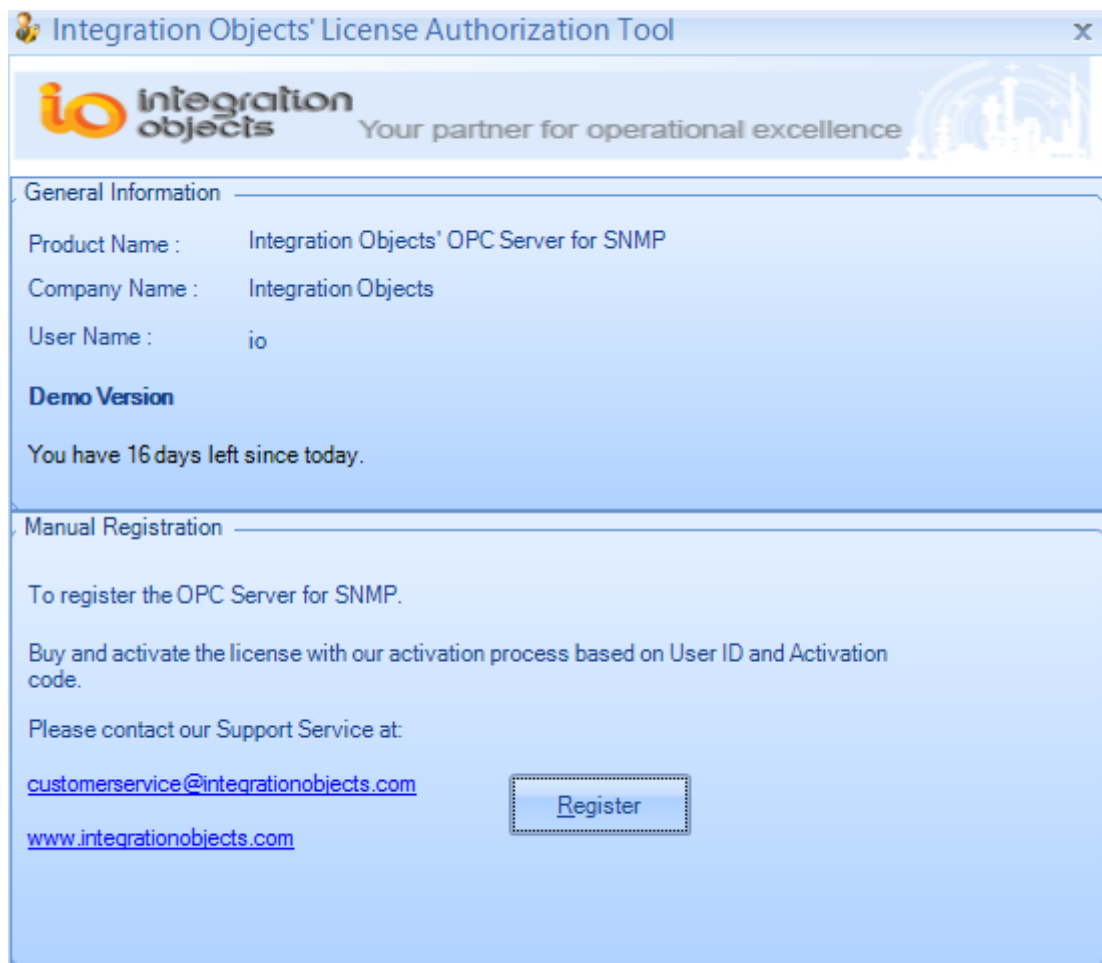 Integration Objects' License Authorization Tool
x
io integration
objects
Your partner for operational excellence
General Information
Product Name : Integration Objects' OPC Server for SNMP
Company Name : Integration Objects
User Name : io
Demo Version
You have 16 days left since today.
Manual Registration
To register the OPC Server for SNMP.
Buy and activate the license with our activation process based on User ID and Activation
code.
Please contact our Support Service at:
customerservice@integrationobjects.com
Register
www.integrationobjects.com